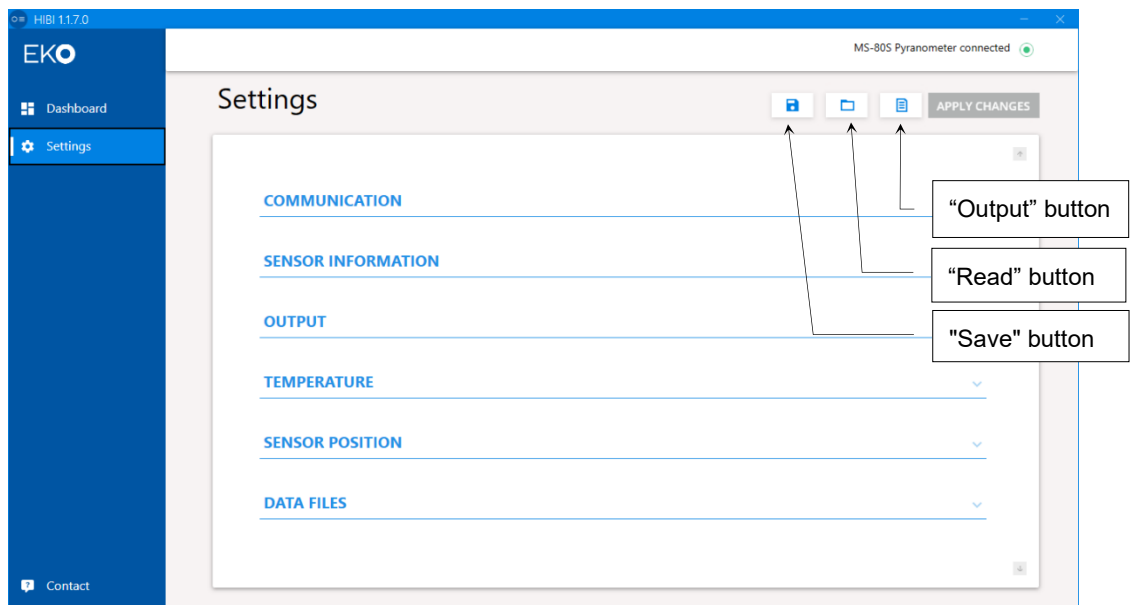 HIBI 1.1.7.0
EKO
MS-80S Pyranometer connected
Dashboard
Settings
Contact
Settings
APPLY CHANGES
COMMUNICATION
SENSOR INFORMATION
OUTPUT
TEMPERATURE
SENSOR POSITION
DATA FILES
“Output” button
“Read” button
"Save" button